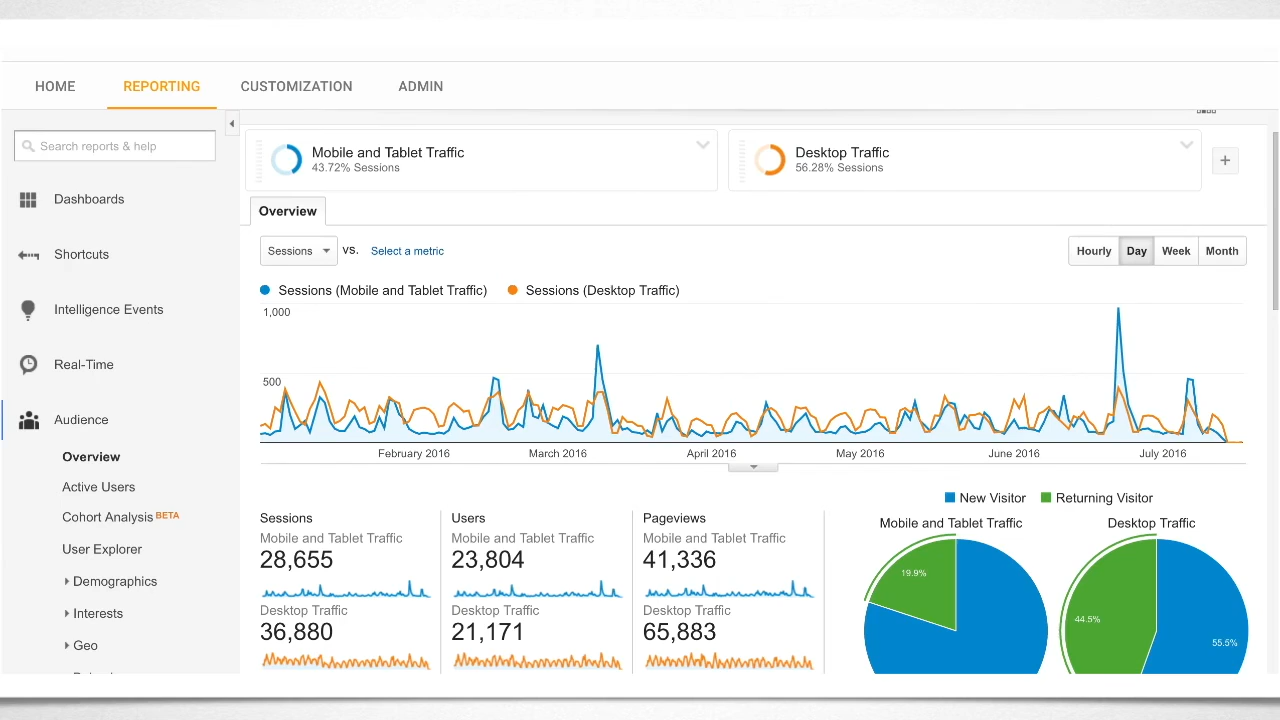 HOME REPORTING CUSTOMIZATION ADMIN
Search reports & help
Dashboards
Shortcuts
Intelligence Events
Real-Time
Audience
Overview
Active Users
Cohort Analysis BETA
User Explorer
Demographics
Interests
Geo
Mobile and Tablet Traffic
43.72% Sessions
Desktop Traffic
56.28% Sessions
+
Overview
Sessions VS. Select a metric
Hourly Day Week Month
Sessions (Mobile and Tablet Traffic) Sessions (Desktop Traffic)
1,000
500
February 2016 March 2016 April 2016 May 2016 June 2016 July 2016
Sessions
Mobile and Tablet Traffic
28,655
Desktop Traffic
36,880
Users
Mobile and Tablet Traffic
23,804
Desktop Traffic
21,171
Pageviews
Mobile and Tablet Traffic
41,336
Desktop Traffic
65,883
New Visitor Returning Visitor
Mobile and Tablet Traffic
19.9%
Desktop Traffic
44.5%
55.5%